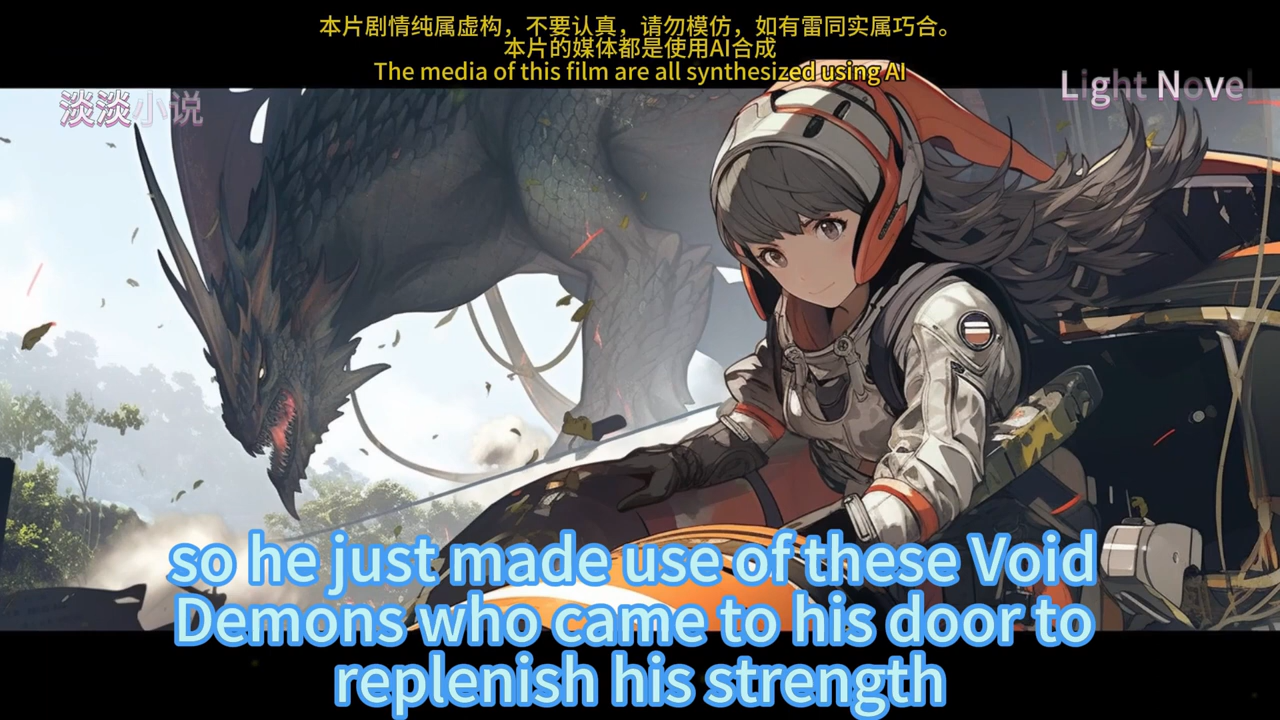 本片剧情纯属虚构，不要认真，请勿模仿，如有雷同实属巧合。
本片的媒体都是使用AI合成
The media of this film are all synthesized using AI
淡淡小说
Light Novel
so he just made use of these Void
Demons who came to his door to
replenish his strength